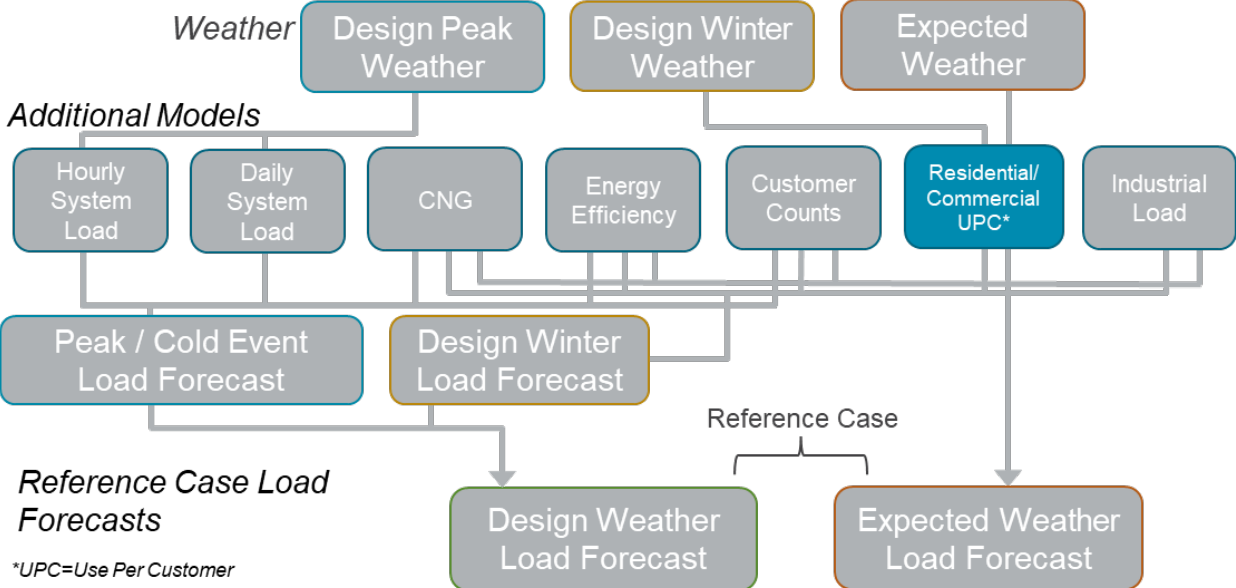 Weather
Design Peak
Weather
Design Winter
Weather
Expected
Weather
Additional Models
Hourly
System
Load
Daily
System
Load
CNG
Energy
Efficiency
Customer
Counts
Residential/
Commercial
UPC*
Industrial
Load
Peak / Cold Event
Load Forecast
Design Winter
Load Forecast
Reference Case
Reference Case Load
Forecasts
Design Weather
Load Forecast
Expected Weather
Load Forecast
*UPC=Use Per Customer